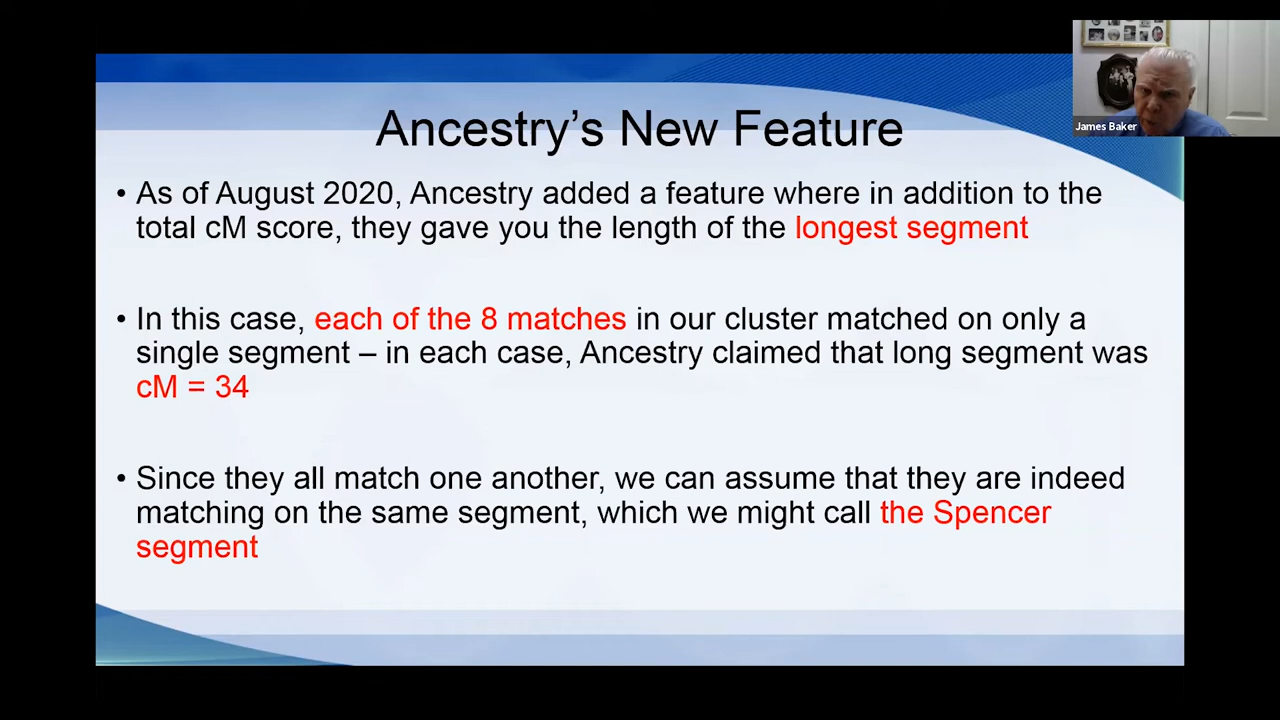 Ancestry's New Feature
• As of August 2020, Ancestry added a feature where in addition to the
total cM score, they gave you the length of the longest segment
• In this case, each of the 8 matches in our cluster matched on only a
single segment – in each case, Ancestry claimed that long segment was
cM = 34
• Since they all match one another, we can assume that they are indeed
matching on the same segment, which we might call the Spencer
segment
James Baker